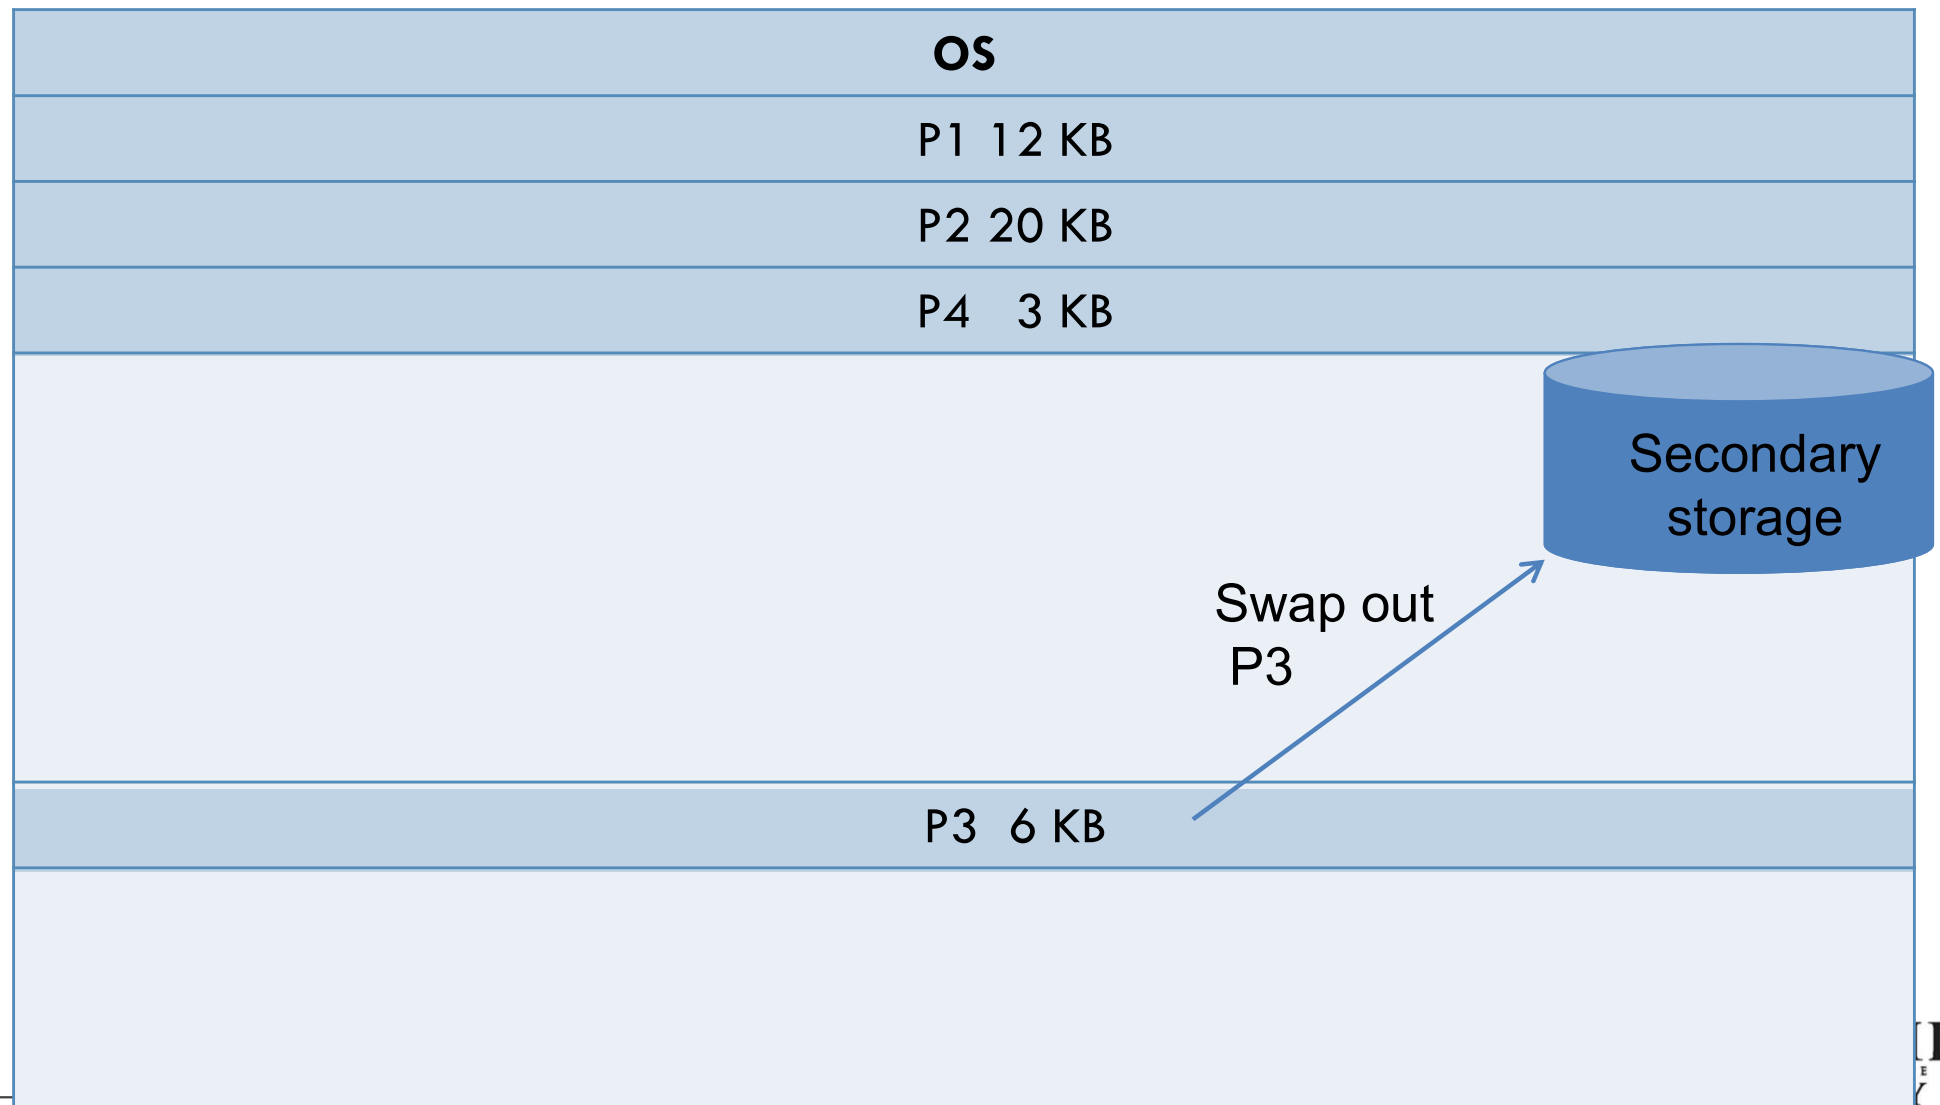 OS
P1 12 KB
P2 20 KB
P4 3 KB
Secondary
storage
Swap out
P3
P3 6 KB